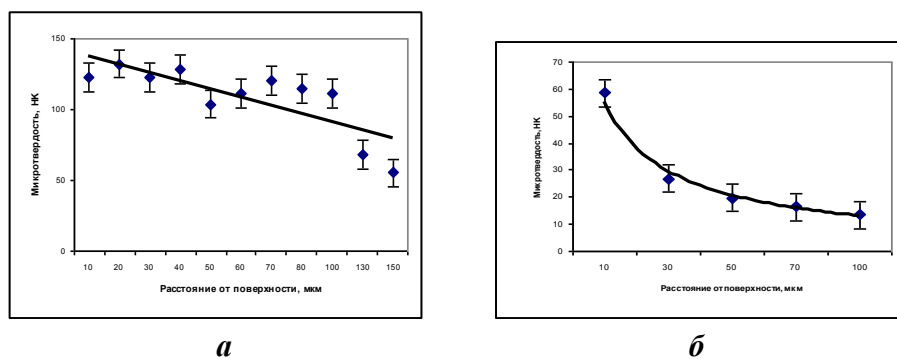 150
100
50
0
Микротвердость, НК
10 20 30 40 50 60 70 80 100 130 150
Расстояние от поверхности, мкм
а
70
60
50
40
30
20
10
0
Микротвердость, НК
10 30 50 70 100
Расстояние от поверхности, мкм
б